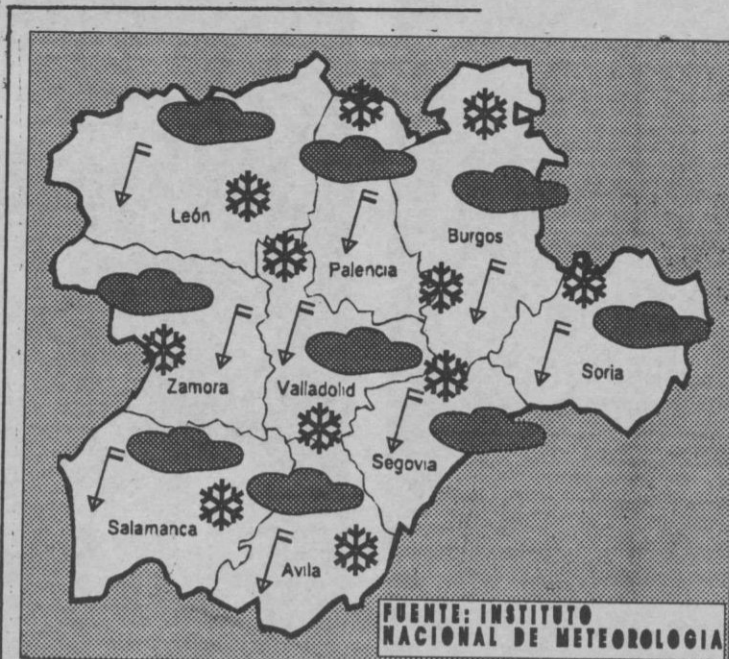 León
Burgos
Palencia
Soria
Zamora
Valladolid
Segovia
Salamanca
Avila
FUENTE: INSTITUTO
NACIONAL DE METEOROLOGIA